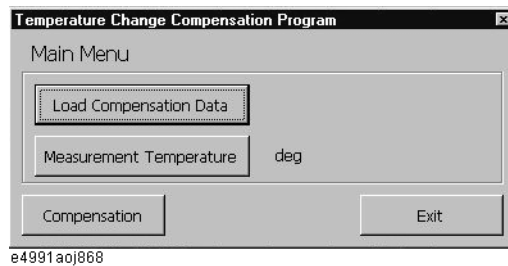 Temperature Change Compensation Program
Main Menu
Load Compensation Data
Measurement Temperature deg
Compensation Exit
e4991aoj868